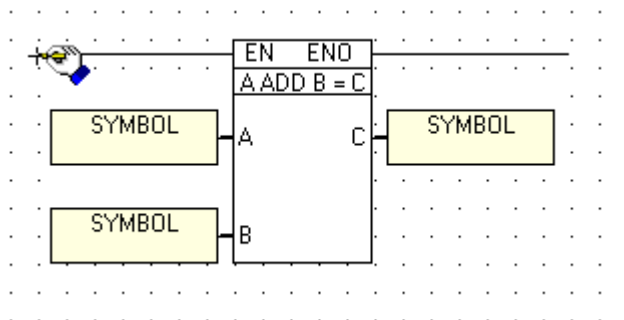 EN ENO
A ADD B = C
SYMBOL
A
C
SYMBOL
SYMBOL
B